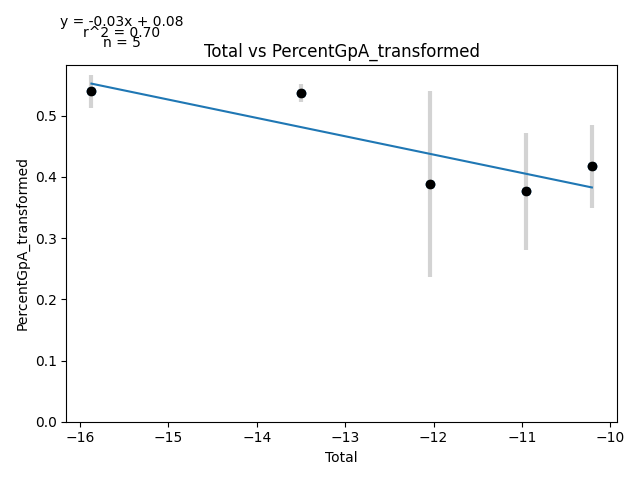 y = -0.03x + 0.08
r^2 = 0.70
n = 5
Total vs PercentGpA_transformed
PercentGpA_transformed
0.5
0.4
0.3
0.2
0.1
0.0
−16
−15
−14
−13
−12
−11
−10
Total